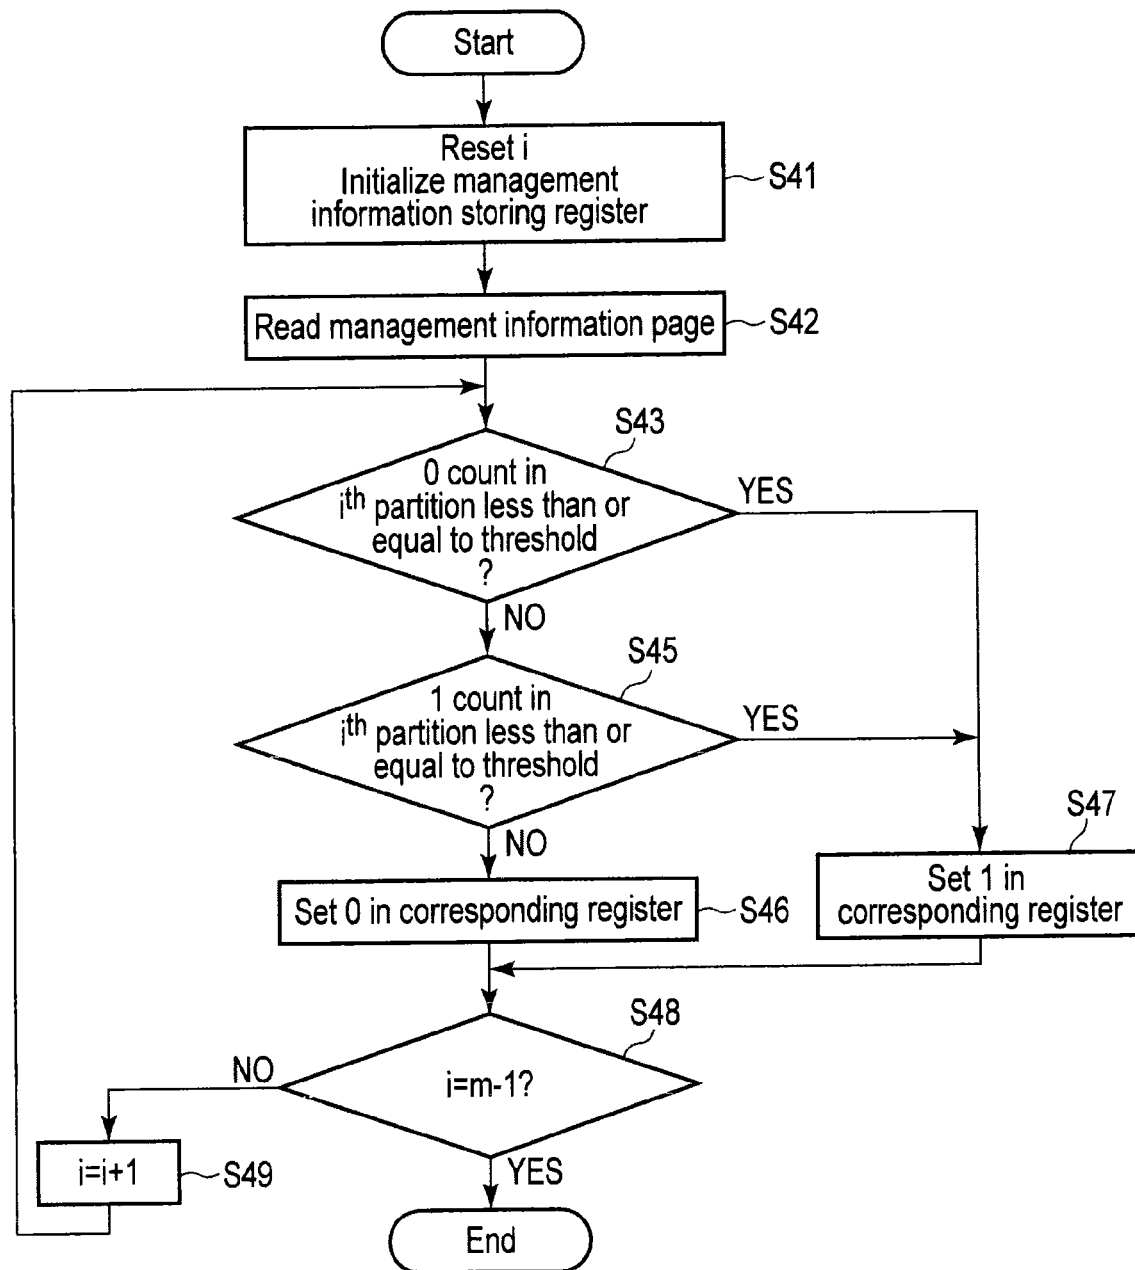 Start
Reset i
Initialize management
information storing register
S41
Read management information page
S42
S43
0 count in
ith partition less than or
equal to threshold
?
YES
NO
S45
1 count in
ith partition less than or
equal to threshold
?
YES
NO
S47
Set 1 in
corresponding register
Set 0 in corresponding register
S46
S48
i=m-1?
NO
YES
i=i+1
S49
End